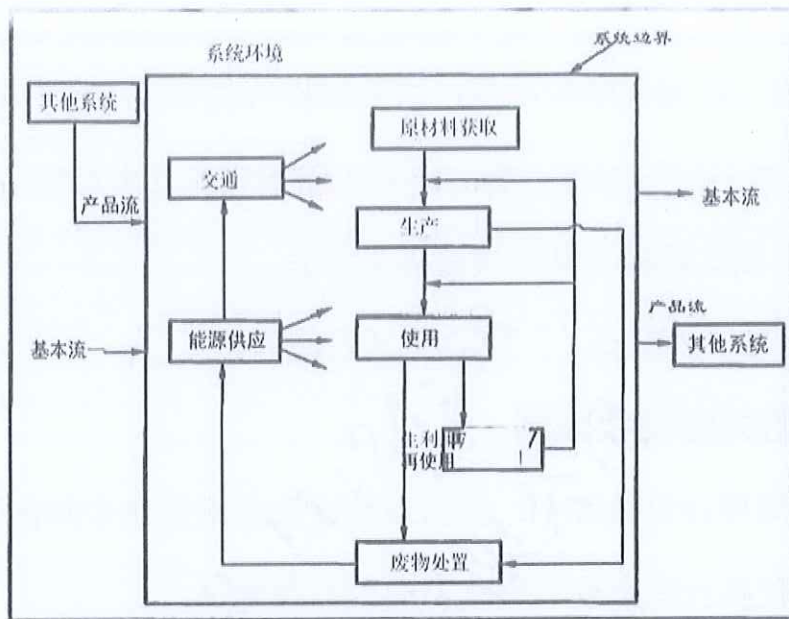 系统环境
系统边界
其他系统
原材料获取
交通
产品流
基本流
生产
产品流
能源供应
使用
基本流
其他系统
再使用
废物处置